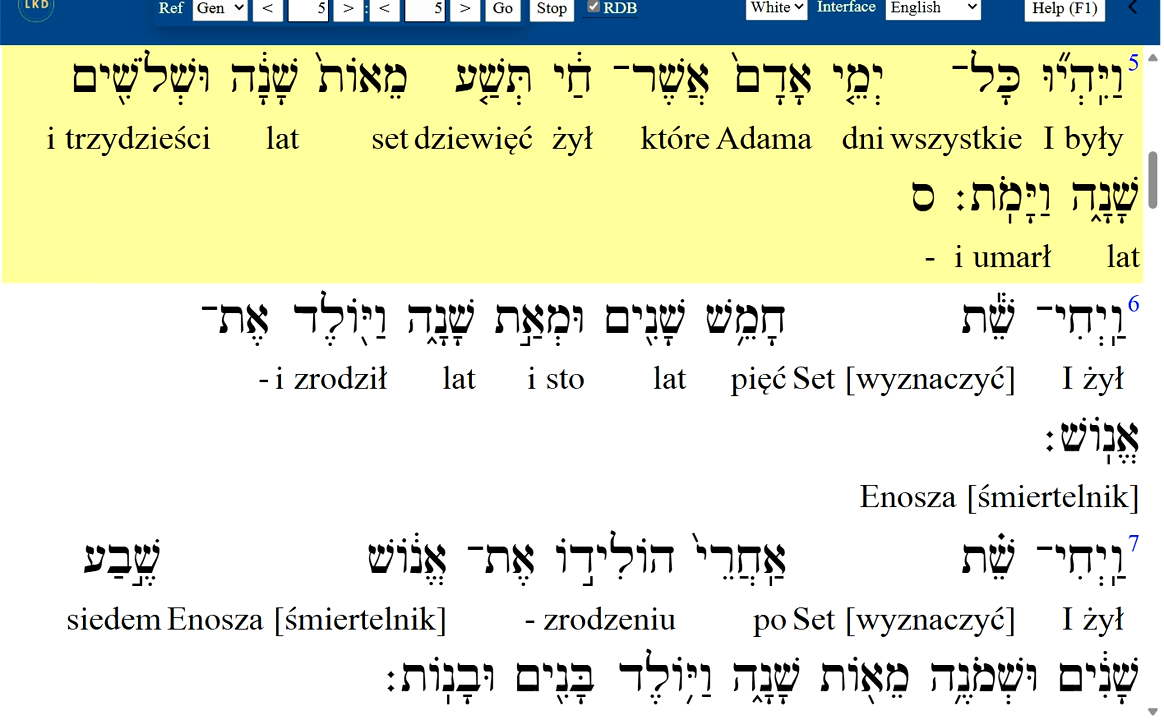 LKD Ref Gen < 5 > : < 5 > Go Stop RDB White Interface English Help (F1) <
5 וַיִּֽהְי֞וּ כָּל־ יְמֵ֤י אָדָם֙ אֲשֶׁר־ חַ֔י תְּשַׁ֤ע מֵאוֹת֙ שָׁנָ֔ה וּשְׁלֹשִׁ֖ים
i trzydzieści lat set dziewięć żył które Adama dni wszystkie I były
שָׁנָ֑ה וַיָּמֹֽת׃ ס
- i umarł lat
6 וַֽיְחִי־ שֵׁ֕ת חָמֵ֥שׁ שָׁנִ֖ים וּמְאַ֣ת שָׁנָ֑ה וַיּ֖וֹלֶד אֶת־
- i zrodził lat i sto lat pięć Set [wyznaczyć] I żył
אֱנֽוֹשׁ׃
Enosza [śmiertelnik]
7 וַֽיְחִי־ שֵׁ֗ת אַֽחֲרֵי֙ הוֹלִיד֣וֹ אֶת־ אֱנ֔וֹשׁ שֶׁ֣בַע
siedem Enosza [śmiertelnik] - zrodzeniu po Set [wyznaczyć] I żył
שָׁנִ֔ים וּשְׁמֹנֶ֥ה מֵא֖וֹת שָׁנָ֑ה וַיּ֥וֹלֶד בָּנִ֖ים וּבָנֽוֹת׃